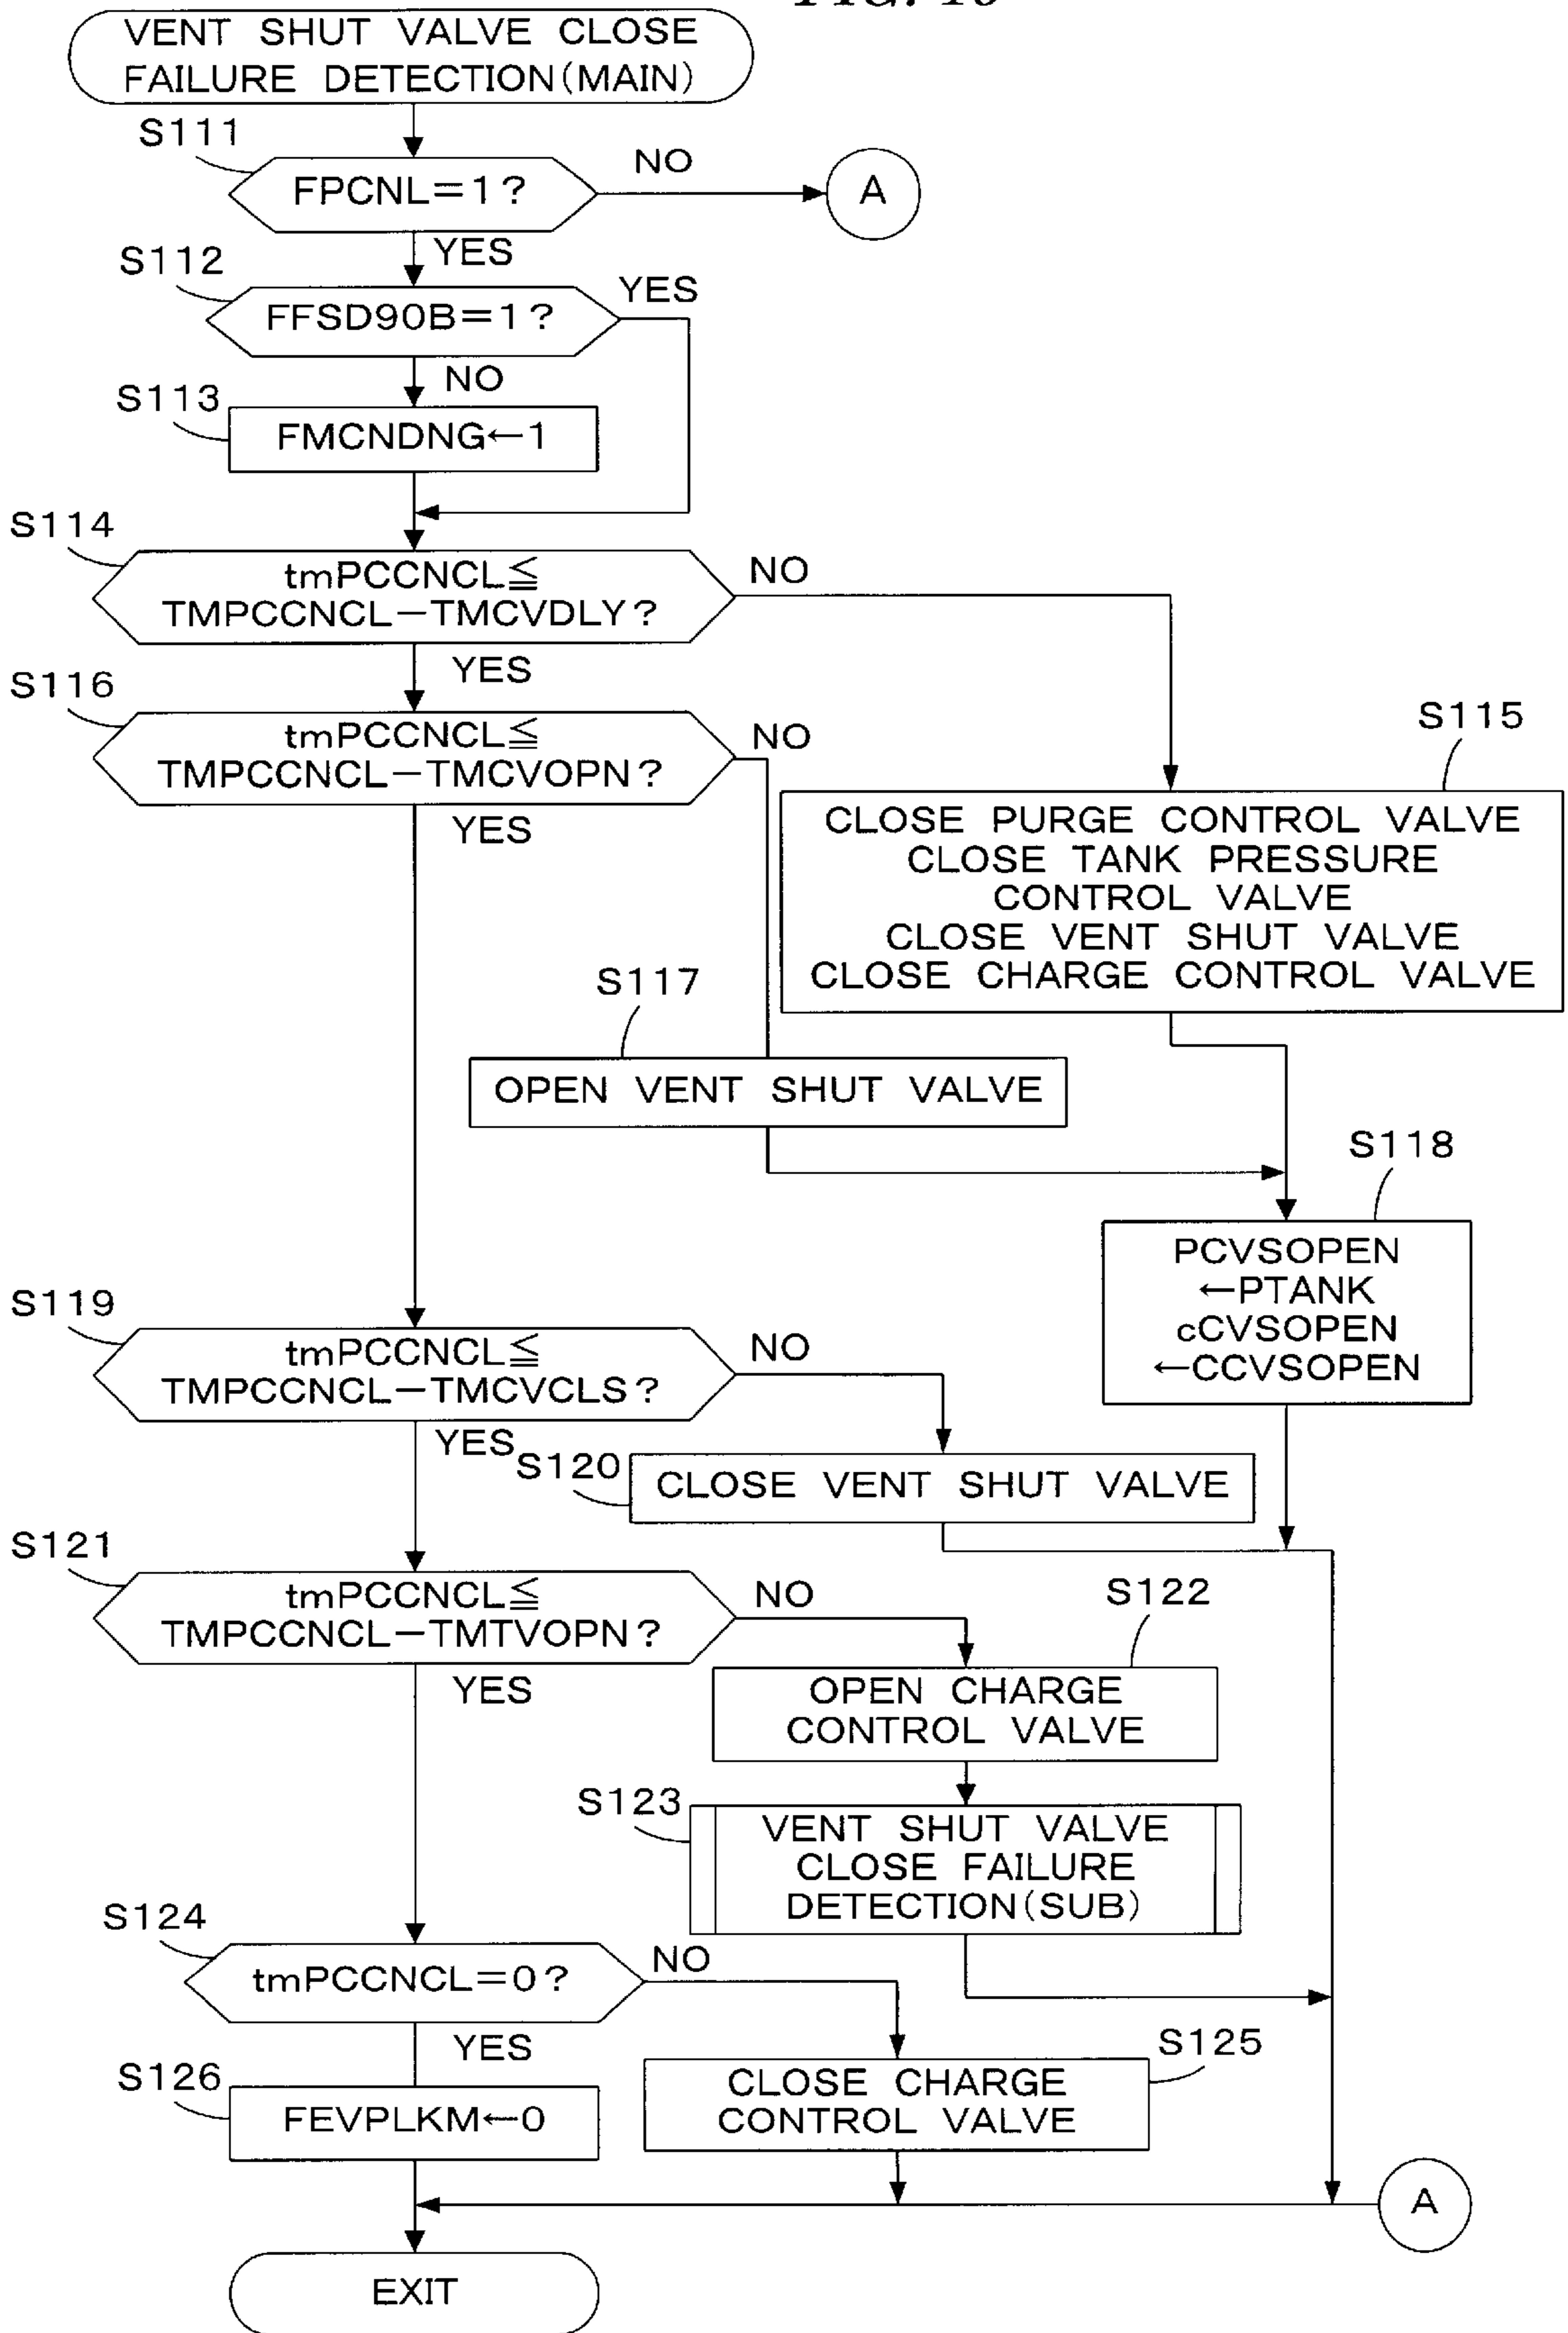 VENT SHUT VALVE CLOSE
FAILURE DETECTION(MAIN)
S111
FPCNL=1?
NO
A
YES
S112
FFSD90B=1?
YES
NO
S113
FMCNDNG←1
S114
tmPCCNCL≦
TMPCCNCL-TMCVDLY?
NO
YES
S116
tmPCCNCL≦
TMPCCNCL-TMCVOPN?
NO
YES
S115
CLOSE PURGE CONTROL VALVE
CLOSE TANK PRESSURE
CONTROL VALVE
CLOSE VENT SHUT VALVE
CLOSE CHARGE CONTROL VALVE
S117
OPEN VENT SHUT VALVE
S118
PCVSOPEN
←PTANK
cCVSOPEN
←CCVSOPEN
S119
tmPCCNCL≦
TMPCCNCL-TMCVCLS?
NO
YES
S120
CLOSE VENT SHUT VALVE
S121
tmPCCNCL≦
TMPCCNCL-TMTVOPN?
NO
YES
S122
OPEN CHARGE
CONTROL VALVE
S123
VENT SHUT VALVE
CLOSE FAILURE
DETECTION(SUB)
S124
tmPCCNCL=0?
NO
YES
S125
CLOSE CHARGE
CONTROL VALVE
S126
FEVPLKM←0
A
EXIT